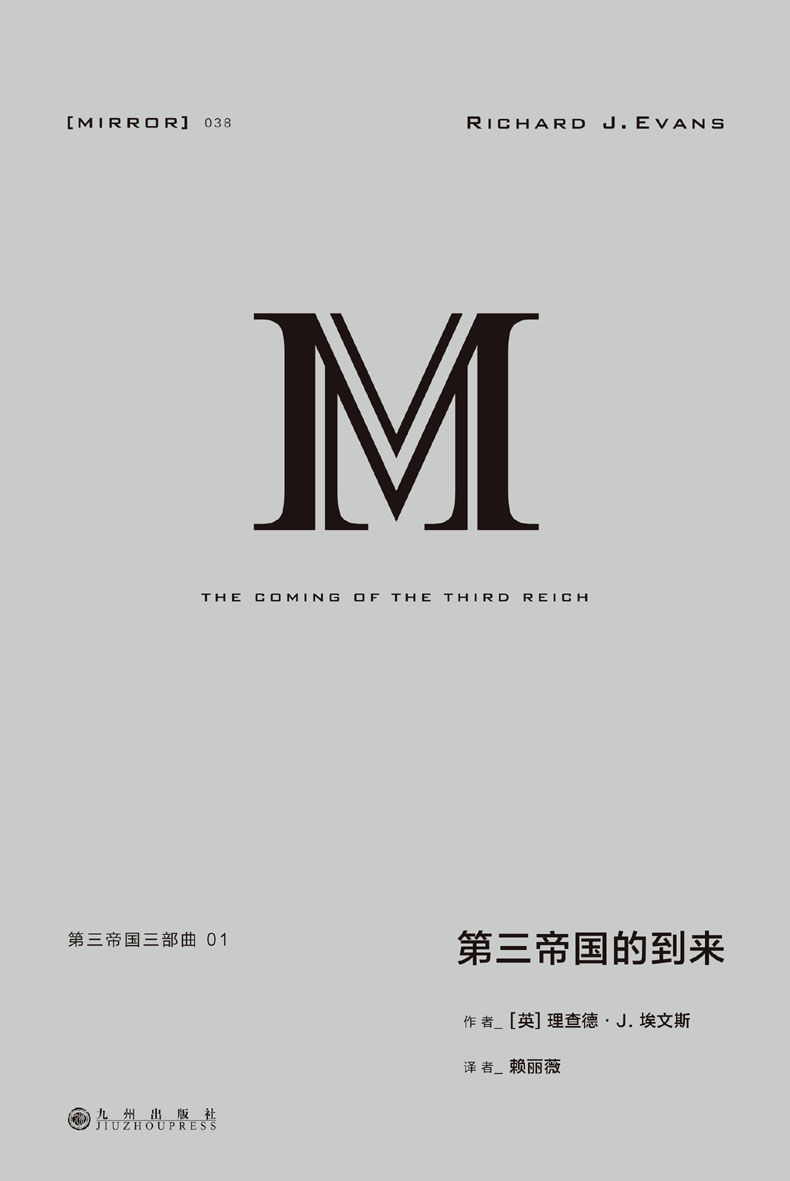 [MIRROR] 038
RICHARD J. EVANS
M
THE COMING OF THE THIRD REICH
第三帝国三部曲 01
第三帝国的到来
作者_ [英] 理查德·J. 埃文斯
译者_ 赖丽薇
九州出版社
JIUZHOUPRESS